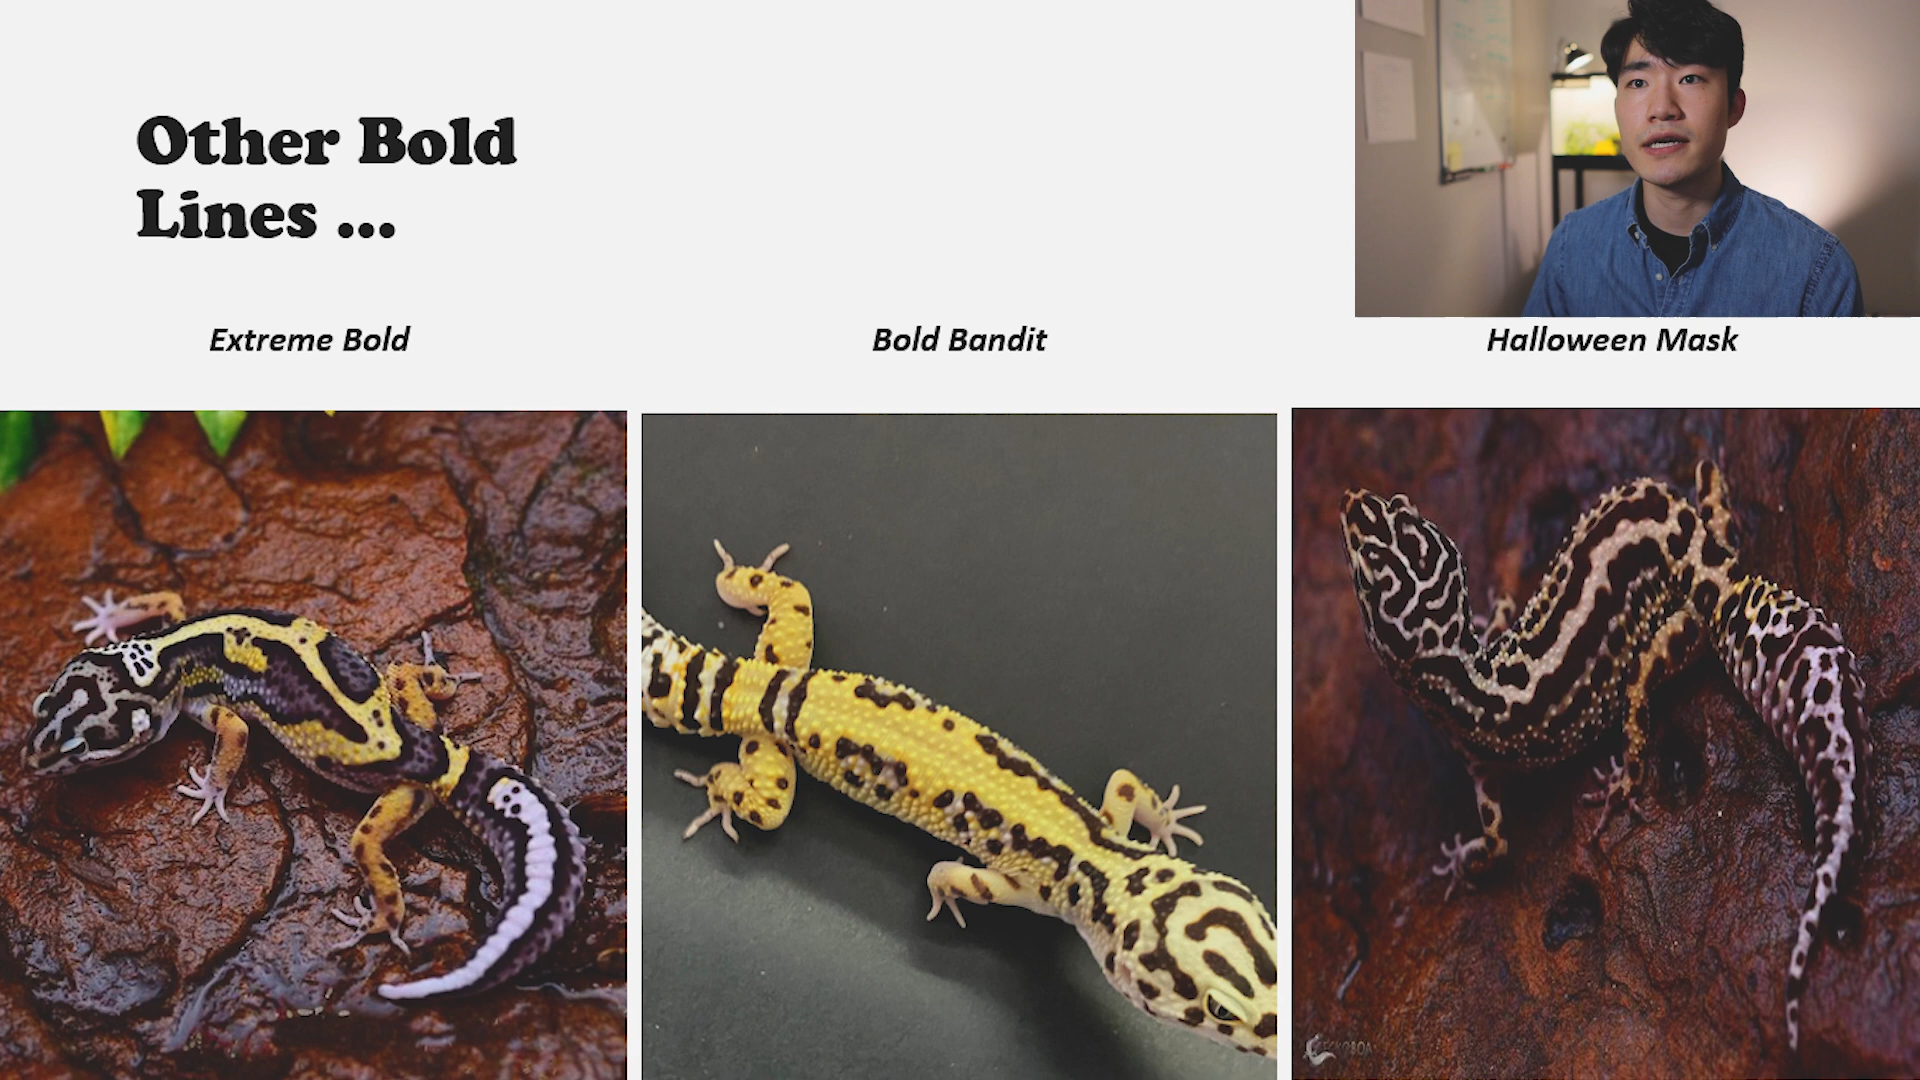 Other Bold
Lines ...
Extreme Bold
Bold Bandit
Halloween Mask